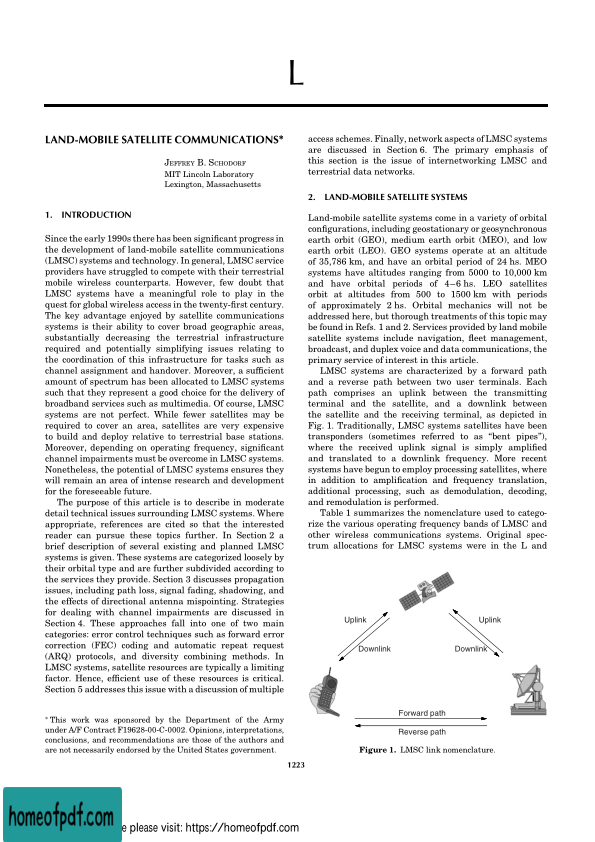 L
LAND-MOBILE SATELLITE COMMUNICATIONS*
JEFFREY B. SCHODORF
MIT Lincoln Laboratory
Lexington, Massachusetts
1. INTRODUCTION
Since the early 1990s there has been significant progress in
the development of land-mobile satellite communications
(LMSC) systems and technology. In general, LMSC service
providers have struggled to compete with their terrestrial
mobile wireless counterparts. However, few doubt that
LMSC systems have a meaningful role to play in the
quest for global wireless access in the twenty-first century.
The key advantage enjoyed by satellite communications
systems is their ability to cover broad geographic areas,
substantially decreasing the terrestrial infrastructure
required and potentially simplifying issues relating to
the coordination of this infrastructure for tasks such as
channel assignment and handover. Moreover, a sufficient
amount of spectrum has been allocated to LMSC systems
such that they represent a good choice for the delivery of
broadband services such as multimedia. Of course, LMSC
systems are not perfect. While fewer satellites may be
required to cover an area, satellites are very expensive
to build and deploy relative to terrestrial base stations.
Moreover, depending on operating frequency, significant
channel impairments must be overcome in LMSC systems.
Nonetheless, the potential of LMSC systems ensures they
will remain an area of intense research and development
for the foreseeable future.
The purpose of this article is to describe in moderate
detail technical issues surrounding LMSC systems. Where
appropriate, references are cited so that the interested
reader can pursue these topics further. In Section 2 a
brief description of several existing and planned LMSC
systems is given. These systems are categorized loosely by
their orbital type and are further subdivided according to
the services they provide. Section 3 discusses propagation
issues, including path loss, signal fading, shadowing, and
the effects of directional antenna mispointing. Strategies
for dealing with channel impairments are discussed in
Section 4. These approaches fall into one of two main
categories: error control techniques such as forward error
correction (FEC) coding and automatic repeat request
(ARQ) protocols, and diversity combining methods. In
LMSC systems, satellite resources are typically a limiting
factor. Hence, efficient use of these resources is critical.
Section 5 addresses this issue with a discussion of multiple
* This work was sponsored by the Department of the Army
under A/F Contract F19628-00-C-0002. Opinions, interpretations,
conclusions, and recommendations are those of the authors and
are not necessarily endorsed by the United States government.
access schemes. Finally, network aspects of LMSC systems
are discussed in Section 6. The primary emphasis of
this section is the issue of internetworking LMSC and
terrestrial data networks.
2. LAND-MOBILE SATELLITE SYSTEMS
Land-mobile satellite systems come in a variety of orbital
configurations, including geostationary or geosynchronous
earth orbit (GEO), medium earth orbit (MEO), and low
earth orbit (LEO). GEO systems operate at an altitude
of 35,786 km, and have an orbital period of 24 hs. MEO
systems have altitudes ranging from 5000 to 10,000 km
and have orbital periods of 4–6 hs. LEO satellites
orbit at altitudes from 500 to 1500 km with periods
of approximately 2 hs. Orbital mechanics will not be
addressed here, but thorough treatments of this topic may
be found in Refs. 1 and 2. Services provided by land mobile
satellite systems include navigation, fleet management,
broadcast, and duplex voice and data communications, the
primary service of interest in this article.
LMSC systems are characterized by a forward path
and a reverse path between two user terminals. Each
path comprises an uplink between the transmitting
terminal and the satellite, and a downlink between
the satellite and the receiving terminal, as depicted in
Fig. 1. Traditionally, LMSC systems satellites have been
transponders (sometimes referred to as “bent pipes”),
where the received uplink signal is simply amplified
and translated to a downlink frequency. More recent
systems have begun to employ processing satellites, where
in addition to amplification and frequency translation,
additional processing, such as demodulation, decoding,
and remodulation is performed.
Table 1 summarizes the nomenclature used to catego-
rize the various operating frequency bands of LMSC and
other wireless communications systems. Original spec-
trum allocations for LMSC systems were in the L and
Uplink
Uplink
Downlink
Downlink
Forward path
Reverse path
Figure 1. LMSC link nomenclature.
1223
homeofpdf.com
e please visit: https://homeofpdf.com